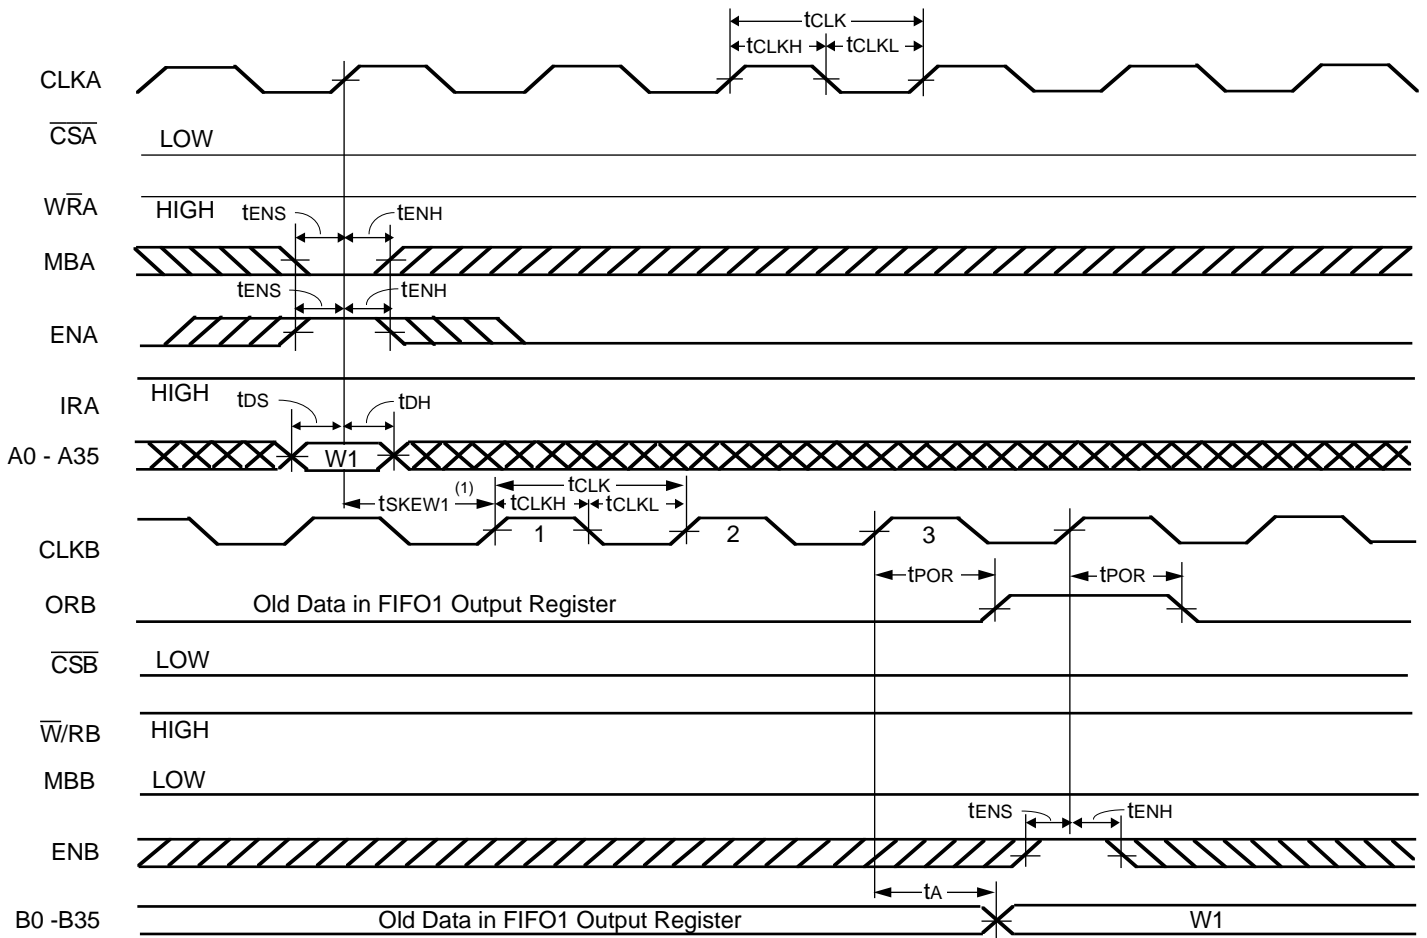 tCLK
tCLKH tCLKL
CLKA
CSA LOW
WRA HIGH tENS tENH
MBA
tENS tENH
ENA
IRA HIGH tDS tDH
A0 - A35 W1
tSKEW1 (1) tCLK
tCLKH tCLKL
CLKB 1 2 3
tPOR tPOR
ORB Old Data in FIFO1 Output Register
CSB LOW
W/RB HIGH
MBB LOW
tENS tENH
ENB
tA
B0 -B35 Old Data in FIFO1 Output Register W1